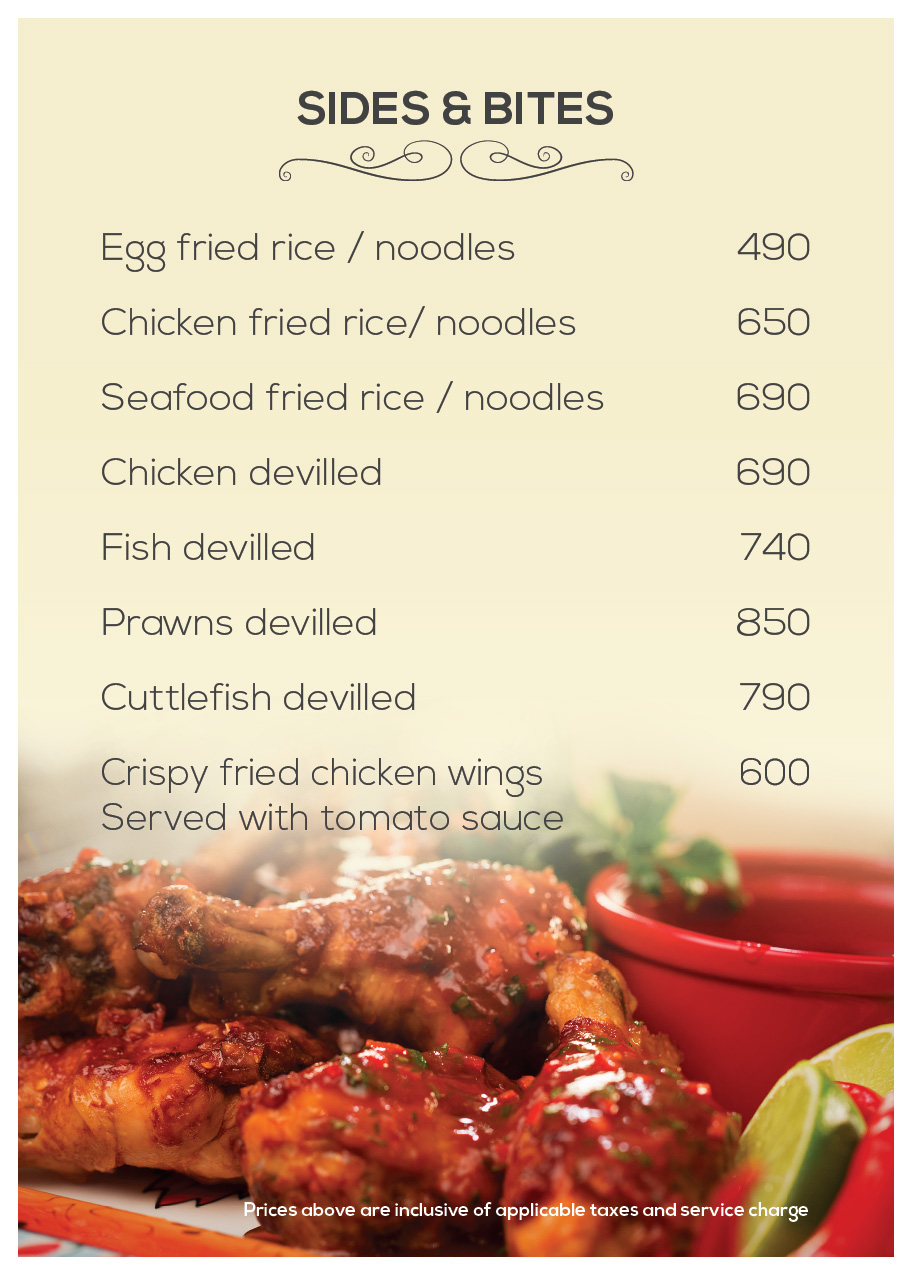 SIDES & BITES
Egg fried rice / noodles 490
Chicken fried rice/ noodles 650
Seafood fried rice / noodles 690
Chicken devilled 690
Fish devilled 740
Prawns devilled 850
Cuttlefish devilled 790
Crispy fried chicken wings 600
Served with tomato sauce
Prices above are inclusive of applicable taxes and service charge